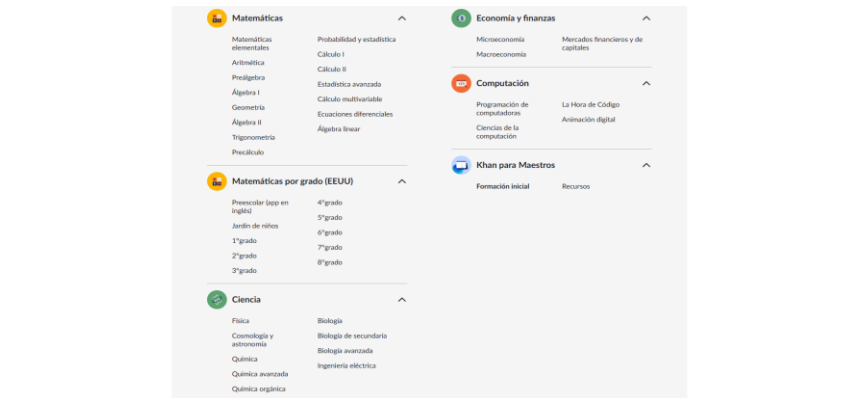 Matemáticas
Matemáticas
elementales
Aritmética
Preálgebra
Álgebra I
Geometría
Álgebra II
Trigonometría
Precálculo
Probabilidad y estadística
Cálculo I
Cálculo II
Estadística avanzada
Cálculo multivariable
Ecuaciones diferenciales
Álgebra linear
Matemáticas por grado (EEUU)
Preescolar (app en
inglés)
Jardín de niños
1°grado
2°grado
3°grado
4°grado
5°grado
6°grado
7°grado
8°grado
Ciencia
Física
Cosmología y
astronomía
Química
Química avanzada
Química orgánica
Biología
Biología de secundaria
Biología avanzada
Ingeniería eléctrica
Economía y finanzas
Microeconomía
Macroeconomía
Mercados financieros y de
capitales
Computación
Programación de
computadoras
Ciencias de la
computación
La Hora de Código
Animación digital
Khan para Maestros
Formación inicial
Recursos